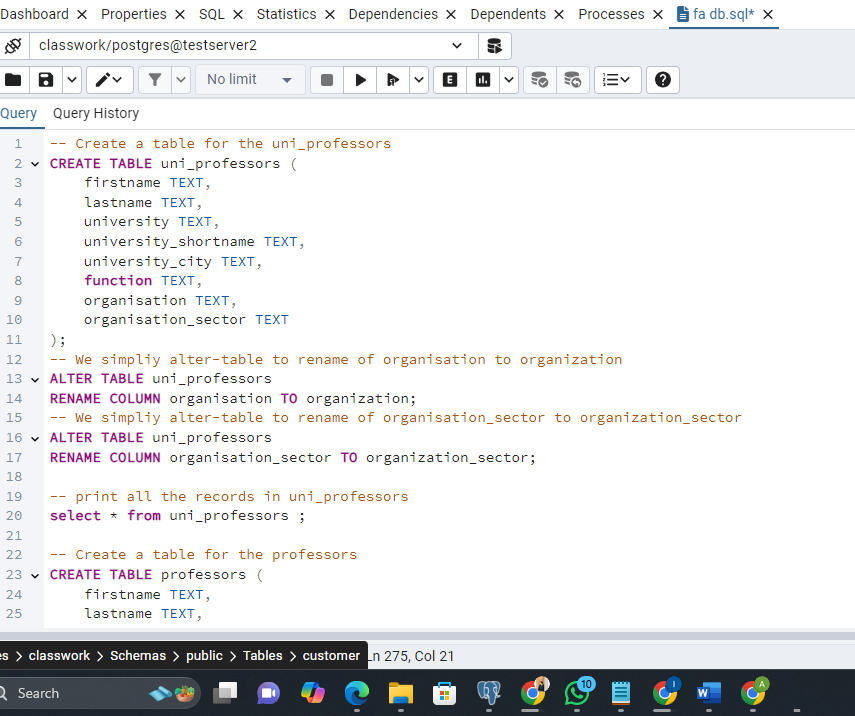 Dashboard × Properties × SQL × Statistics × Dependencies × Dependents × Processes × fa db.sql* ×
classwork/postgres@testserver2
No limit E
Query Query History
1 -- Create a table for the uni_professors
2 CREATE TABLE uni_professors (
3 firstname TEXT,
4 lastname TEXT,
5 university TEXT,
6 university_shortname TEXT,
7 university_city TEXT,
8 function TEXT,
9 organisation TEXT,
10 organisation_sector TEXT
11 );
12 -- We simpliy alter-table to rename of organisation to organization
13 ALTER TABLE uni_professors
14 RENAME COLUMN organisation TO organization;
15 -- We simpliy alter-table to rename of organisation_sector to organization_sector
16 ALTER TABLE uni_professors
17 RENAME COLUMN organisation_sector TO organization_sector;
18
19 -- print all the records in uni_professors
20 select * from uni_professors ;
21
22 -- Create a table for the professors
23 CREATE TABLE professors (
24 firstname TEXT,
25 lastname TEXT,
es > classwork > Schemas > public > Tables > customer Ln 275, Col 21
Search 10 I W A